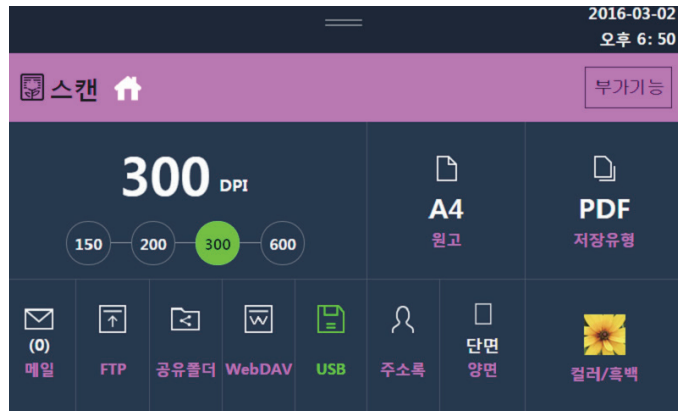 2016-03-02
오후 6: 50
스캔
부가기능
300 DPI
150 200 300 600
A4
원고
PDF
저장유형
(0)
메일
FTP
공유폴더
WebDAV
USB
주소록
단면
양면
컬러/흑백